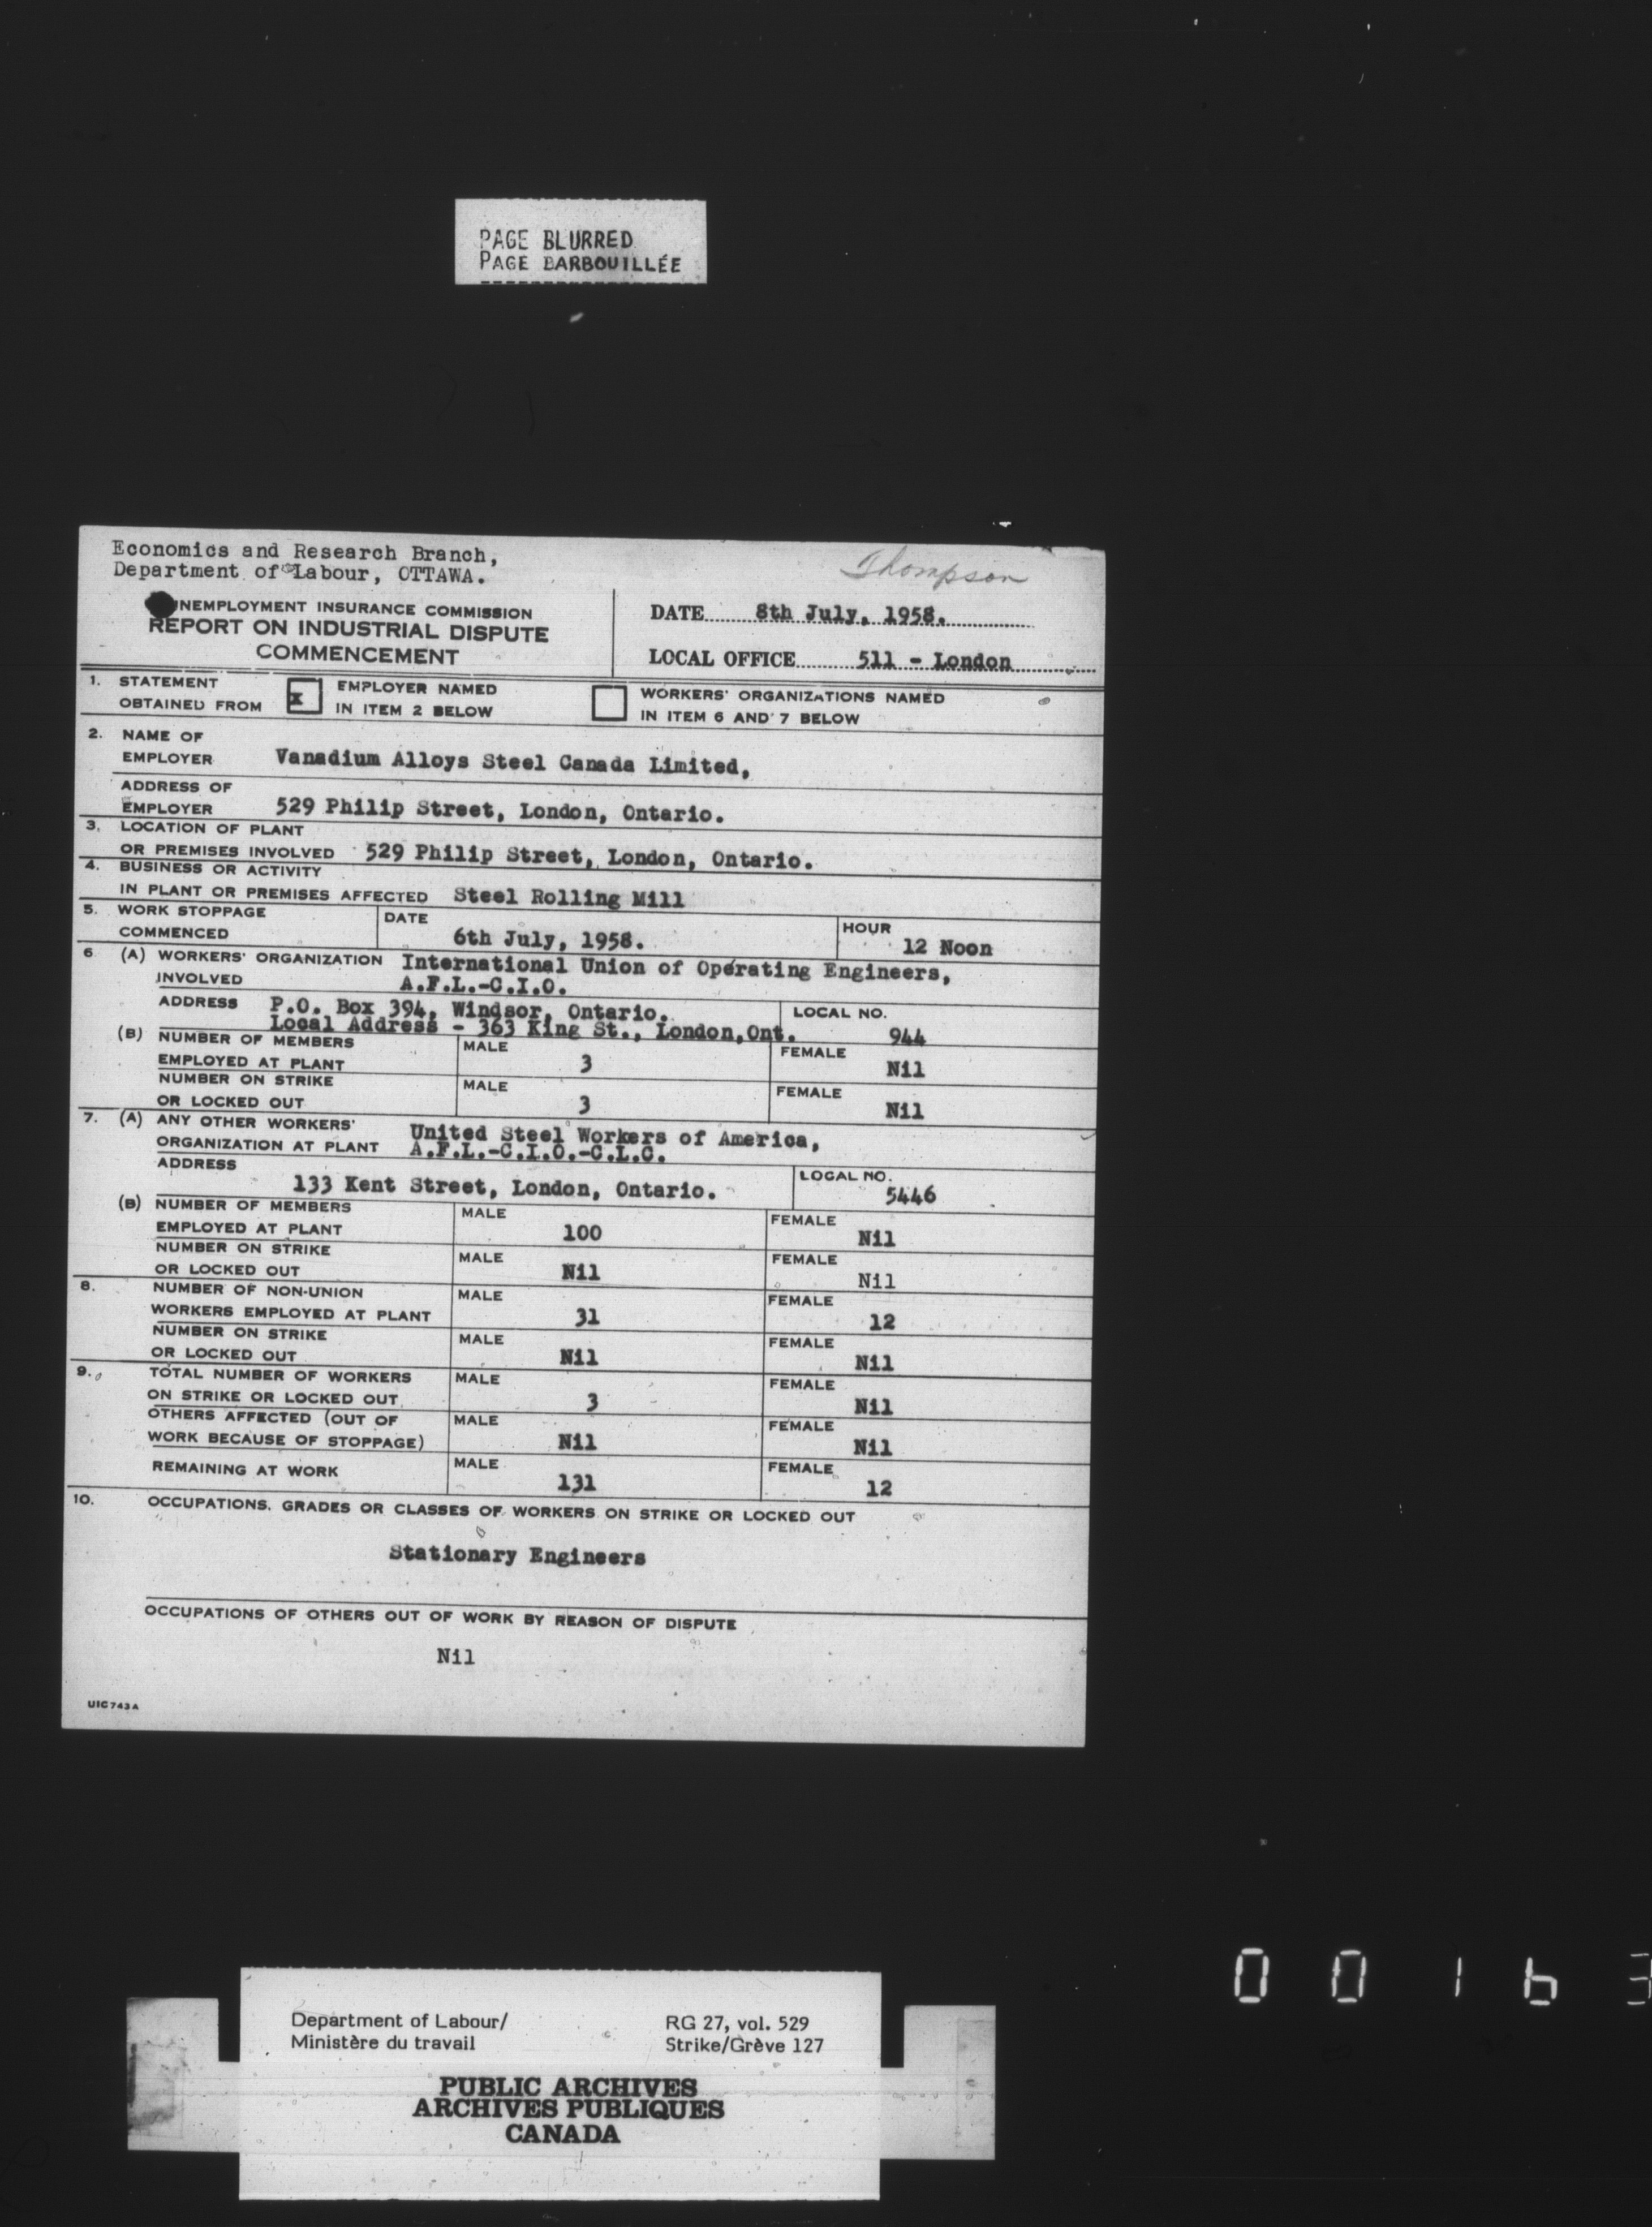 PAGE BLURRED
PAGE BARBOUILLÉE
Economics and Research Branch,
Department of Labour, OTTAWA.
Thompson
NEMPLOYMENT INSURANCE COMMISSION
REPORT ON INDUSTRIAL DISPUTE
COMMENCEMENT
DATE 8th July, 1958.
LOCAL OFFICE 511 - London
1. STATEMENT OBTAINED FROM
x EMPLOYER NAMED IN ITEM 2 BELOW
WORKERS' ORGANIZATIONS NAMED IN ITEM 6 AND 7 BELOW
2. NAME OF
EMPLOYER Vanadium Alloys Steel Canada Limited,
ADDRESS OF
EMPLOYER 529 Philip Street, London, Ontario.
3. LOCATION OF PLANT
OR PREMISES INVOLVED 529 Philip Street, London, Ontario.
4. BUSINESS OR ACTIVITY
IN PLANT OR PREMISES AFFECTED Steel Rolling Mill
5. WORK STOPPAGE
COMMENCED
DATE
6th July, 1958.
HOUR
12 Noon
6 (A) WORKERS' ORGANIZATION International Union of Operating Engineers,
INVOLVED A.F.L.-C.I.O.
ADDRESS P.O. Box 394, Windsor, Ontario.
Local Address - 363 King St., London,Ont.
LOCAL NO.
944
(B) NUMBER OF MEMBERS
EMPLOYED AT PLANT
MALE
3
FEMALE
Nil
NUMBER ON STRIKE
OR LOCKED OUT
MALE
3
FEMALE
Nil
7. (A) ANY OTHER WORKERS' United Steel Workers of America,
ORGANIZATION AT PLANT A.F.L.-C.I.O.-C.L.C.
ADDRESS
133 Kent Street, London, Ontario.
LOCAL NO.
5446
(B) NUMBER OF MEMBERS
EMPLOYED AT PLANT
MALE
100
FEMALE
Nil
NUMBER ON STRIKE
OR LOCKED OUT
MALE
Nil
FEMALE
Nil
8. NUMBER OF NON-UNION
WORKERS EMPLOYED AT PLANT
MALE
31
FEMALE
12
NUMBER ON STRIKE
OR LOCKED OUT
MALE
Nil
FEMALE
Nil
9. TOTAL NUMBER OF WORKERS
ON STRIKE OR LOCKED OUT
MALE
3
FEMALE
Nil
OTHERS AFFECTED (OUT OF
WORK BECAUSE OF STOPPAGE)
MALE
Nil
FEMALE
Nil
REMAINING AT WORK
MALE
131
FEMALE
12
10. OCCUPATIONS, GRADES OR CLASSES OF WORKERS ON STRIKE OR LOCKED OUT
Stationary Engineers
OCCUPATIONS OF OTHERS OUT OF WORK BY REASON OF DISPUTE
Nil
UIC 743A
Department of Labour/
Ministère du travail
RG 27, vol. 529
Strike/Grève 127
PUBLIC ARCHIVES
ARCHIVES PUBLIQUES
CANADA
0 0 1 6